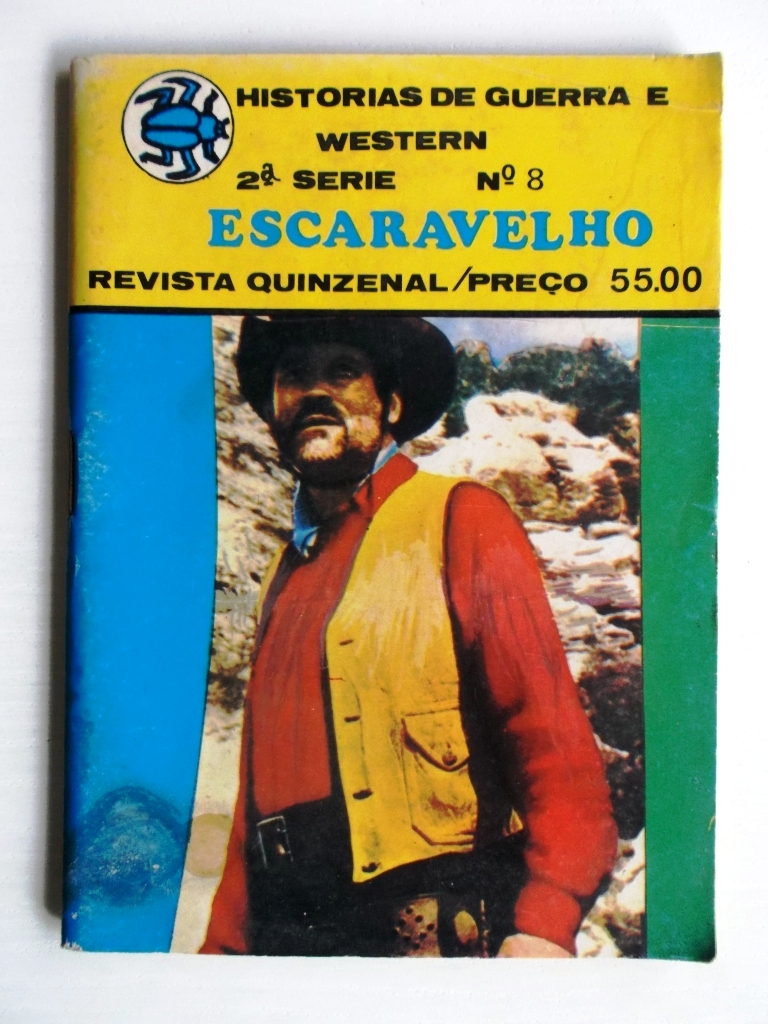 HISTORIAS DE GUERRA E
WESTERN
2ª SERIE Nº 8
ESCARAVELHO
REVISTA QUINZENAL/PREÇO 55.00